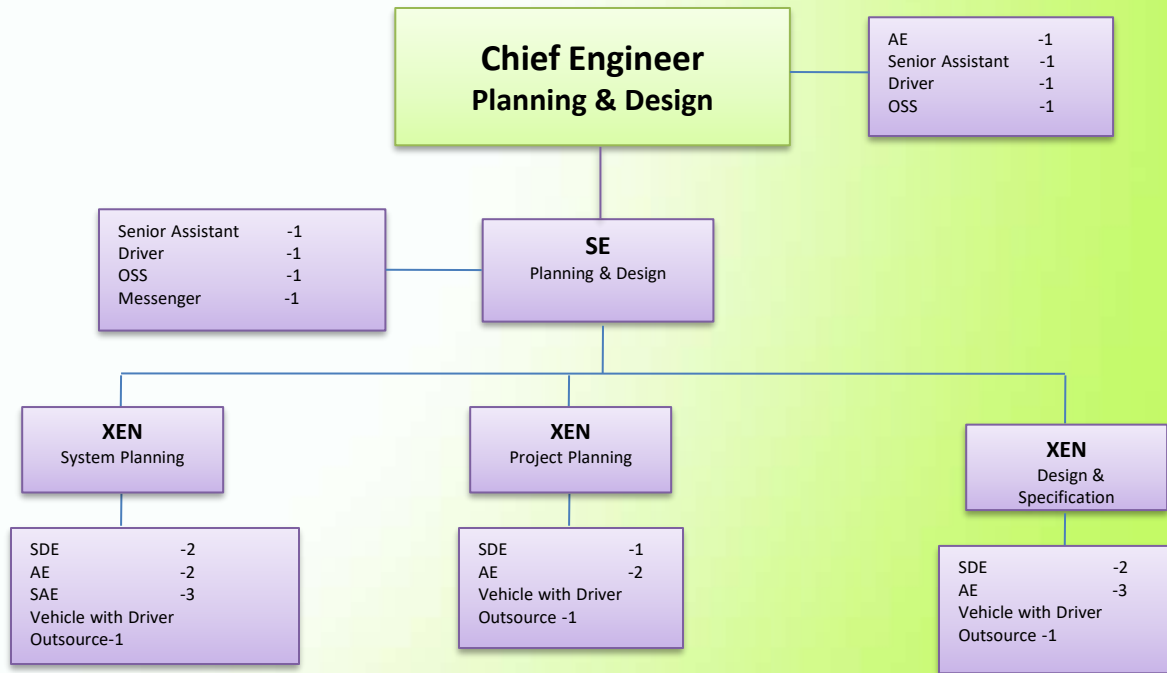 Chief Engineer
Planning & Design
AE -1
Senior Assistant -1
Driver -1
OSS -1
Senior Assistant -1
Driver -1
OSS -1
Messenger -1
SE
Planning & Design
XEN
System Planning
XEN
Project Planning
XEN
Design &
Specification
SDE -2
AE -2
SAE -3
Vehicle with Driver
Outsource-1
SDE -1
AE -2
Vehicle with Driver
Outsource -1
SDE -2
AE -3
Vehicle with Driver
Outsource -1